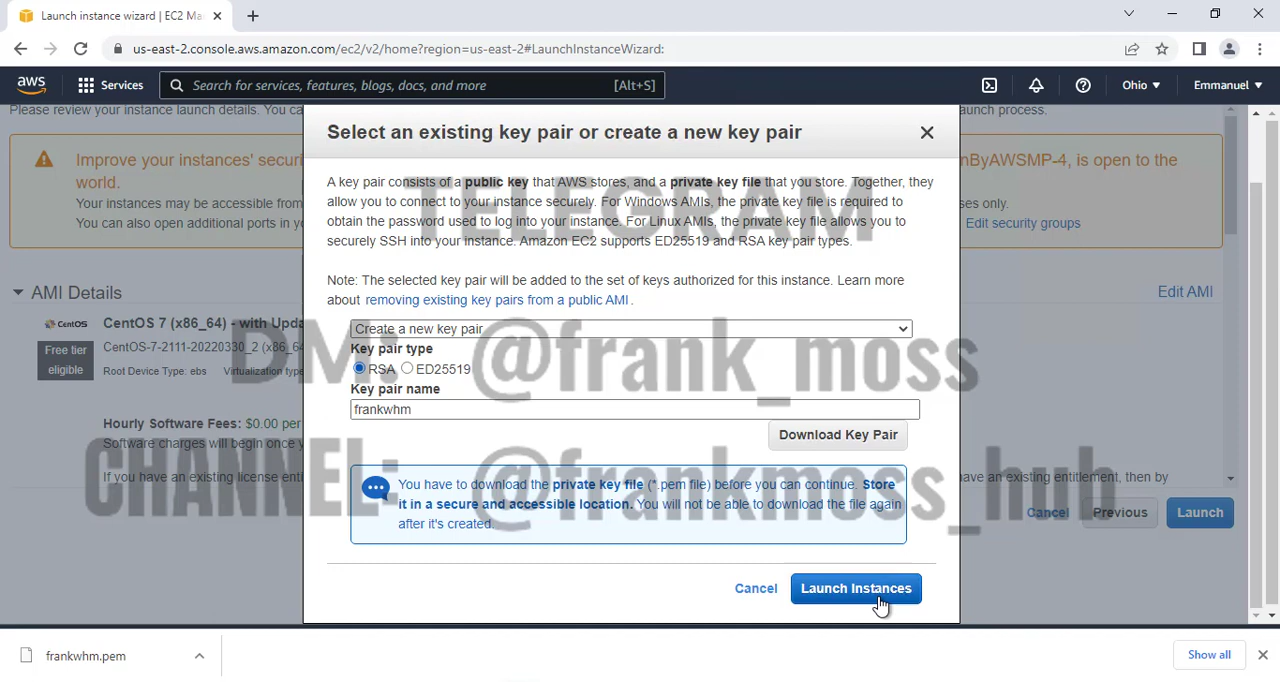 Launch instance wizard | EC2 Ma
us-east-2.console.aws.amazon.com/ec2/v2/home?region=us-east-2#LaunchInstanceWizard:
aws
Services
Search for services, features, blogs, docs, and more
[Alt+S]
Ohio
Emmanuel
Please review your instance launch details. You ca
launch process.
Improve your instances' securi
nByAWSMP-4, is open to the
world.
Your instances may be accessible from
ses only.
You can also open additional ports in yo
Edit security groups
AMI Details
Edit AMI
CentOS
CentOS 7 (x86_64) - with Upda
Free tier
eligible
CentOS-7-2111-20220330_2 (x86_64
Root Device Type: ebs
Virtualization type
Hourly Software Fees: $0.00 per
Software charges will begin once y
If you have an existing license enti
have an existing entitlement, then by
Cancel
Previous
Launch
Select an existing key pair or create a new key pair
A key pair consists of a public key that AWS stores, and a private key file that you store. Together, they
allow you to connect to your instance securely. For Windows AMIs, the private key file is required to
obtain the password used to log into your instance. For Linux AMIs, the private key file allows you to
securely SSH into your instance. Amazon EC2 supports ED25519 and RSA key pair types.
Note: The selected key pair will be added to the set of keys authorized for this instance. Learn more
about removing existing key pairs from a public AMI.
Create a new key pair
Key pair type
RSA
ED25519
Key pair name
frankwhm
Download Key Pair
You have to download the private key file (*.pem file) before you can continue. Store
it in a secure and accessible location. You will not be able to download the file again
after it's created.
Cancel
Launch Instances
TELEGRAM
DM: @frank_moss
CHANNEL: @frankmoss_hub
frankwhm.pem
Show all